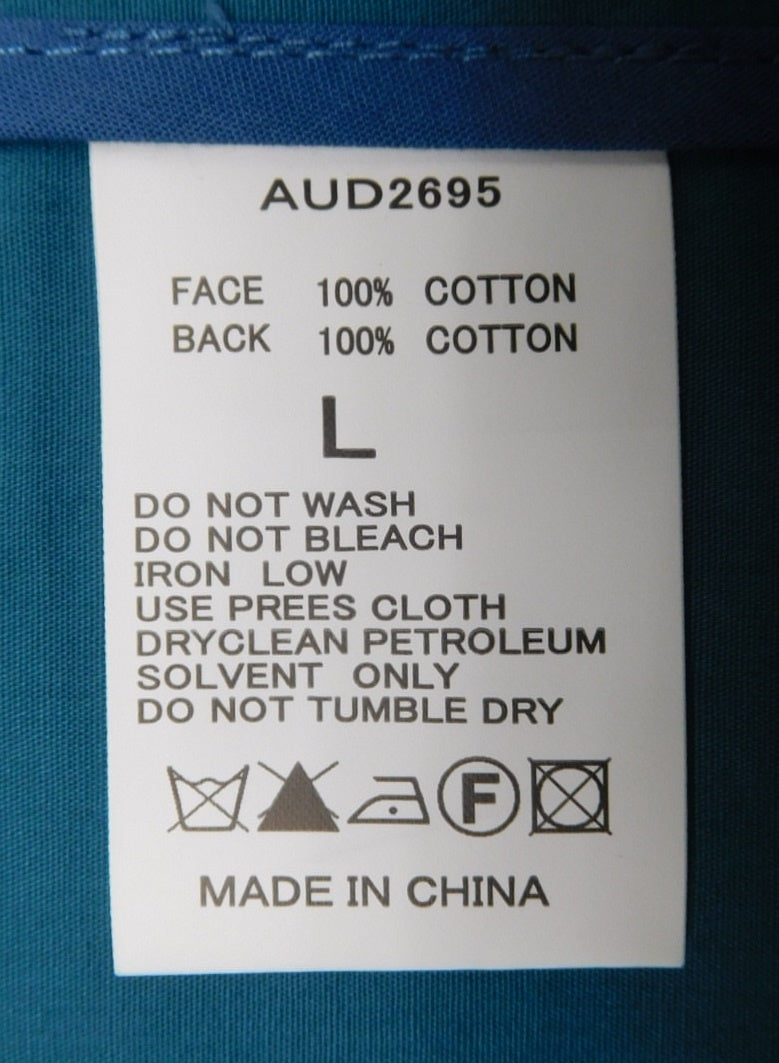 AUD2695
FACE 100% COTTON
BACK 100% COTTON
L
DO NOT WASH
DO NOT BLEACH
IRON LOW
USE PREES CLOTH
DRYCLEAN PETROLEUM
SOLVENT ONLY
DO NOT TUMBLE DRY
F
MADE IN CHINA